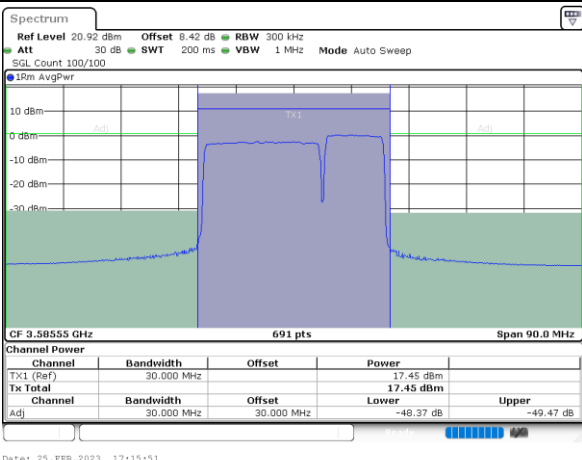 Spectrum
Ref Level 20.92 dBm Offset 8.42 dB RBW 300 kHz
Att 30 dB SWT 200 ms VBW 1 MHz Mode Auto Sweep
SGL Count 100/100
1Rm AvgPwr
10 dBm
TX1
0 dBm
Adj Adj
-10 dBm
-20 dBm
-30 dBm
CF 3.58555 GHz 691 pts Span 90.0 MHz
Channel Power
Channel Bandwidth Offset Power
TX1 (Ref) 30.000 MHz 17.45 dBm
Tx Total 17.45 dBm
Channel Bandwidth Offset Lower Upper
Adj 30.000 MHz 30.000 MHz -48.37 dB -49.47 dB
Ready
Date: 25.FEB.2023 17:15:51